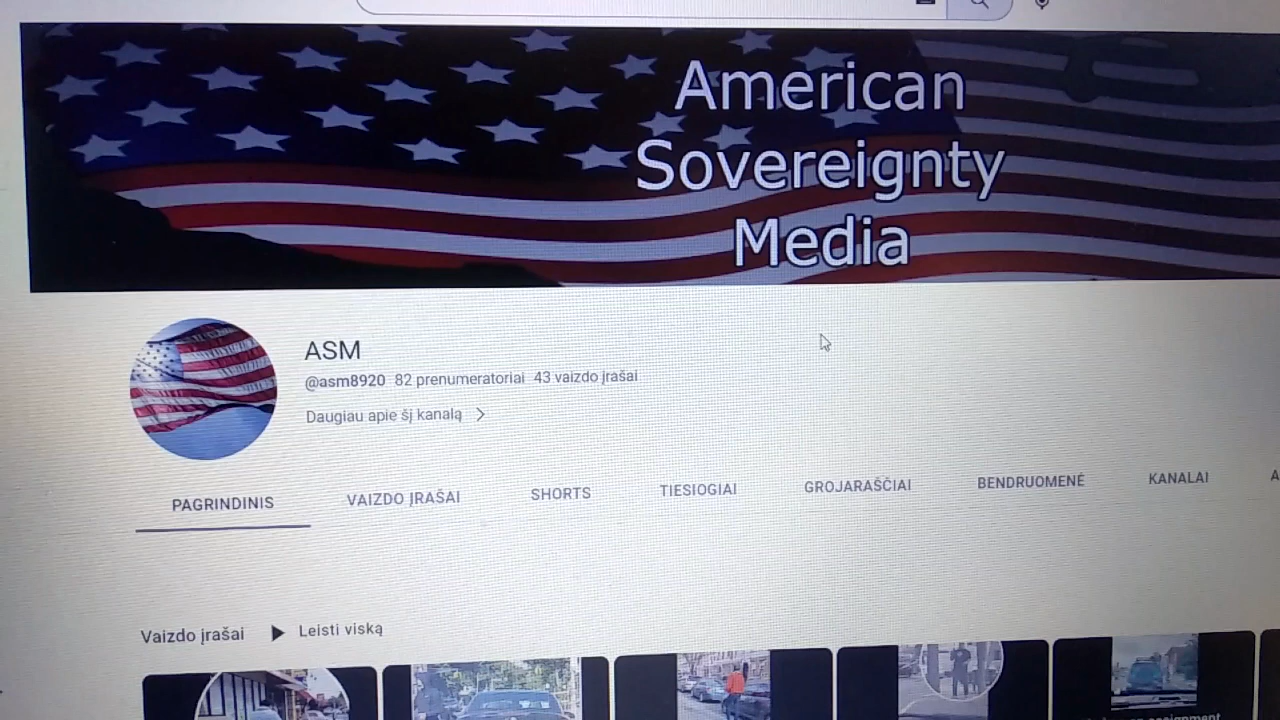 American
Sovereignty
Media
ASM
@asm8920 82 prenumeratoriai 43 vaizdo įrašai
Daugiau apie šį kanalą
PAGRINDINIS VAIZDO ĮRAŠAI SHORTS TIESIOGIAI GROJARAŠČIAI BENDRUOMENĖ KANALAI
Vaizdo įrašai Leisti viską